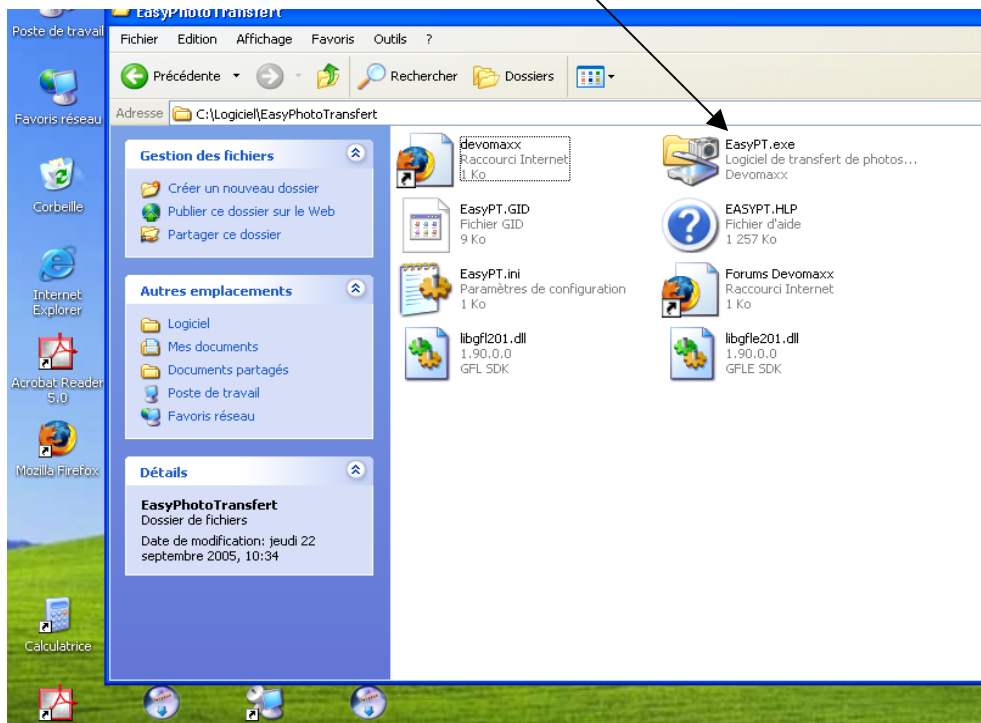 EasyPhotoTransfert
Poste de travail
Fichier Edition Affichage Favoris Outils ?
Précédente Rechercher Dossiers
Favoris réseau
Adresse C:\Logiciel\EasyPhotoTransfert
Gestion des fichiers
Créer un nouveau dossier
Publier ce dossier sur le Web
Partager ce dossier
Autres emplacements
Logiciel
Mes documents
Documents partagés
Poste de travail
Favoris réseau
Détails
EasyPhotoTransfert
Dossier de fichiers
Date de modification: jeudi 22
septembre 2005, 10:34
devomaxx
Raccourci Internet
1 Ko
EasyPT.exe
Logiciel de transfert de photos...
Devomaxx
EasyPT.GID
Fichier GID
9 Ko
EASYPT.HLP
Fichier d'aide
1 257 Ko
EasyPT.ini
Paramètres de configuration
1 Ko
Forums Devomaxx
Raccourci Internet
1 Ko
libgfl201.dll
1.90.0.0
GFL SDK
libgfle201.dll
1.90.0.0
GFLE SDK
Corbeille
Internet
Explorer
Acrobat Reader
5.0
Mozilla Firefox
Calculatrice